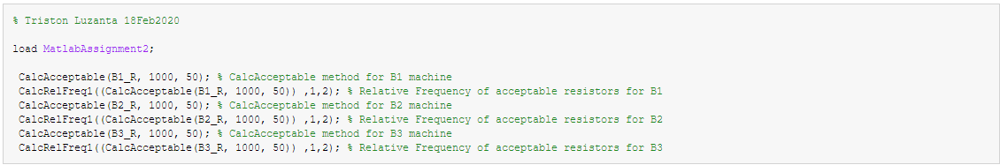 % Triston Luzanta 18Feb2020
load MatlabAssignment2;
CalcAcceptable(B1_R, 1000, 50); % CalcAcceptable method for B1 machine
CalcRelFreq1((CalcAcceptable(B1_R, 1000, 50)) ,1,2); % Relative Frequency of acceptable resistors for B1
CalcAcceptable(B2_R, 1000, 50); % CalcAcceptable method for B2 machine
CalcRelFreq1((CalcAcceptable(B2_R, 1000, 50)) ,1,2); % Relative Frequency of acceptable resistors for B2
CalcAcceptable(B3_R, 1000, 50); % CalcAcceptable method for B3 machine
CalcRelFreq1((CalcAcceptable(B3_R, 1000, 50)) ,1,2); % Relative Frequency of acceptable resistors for B3